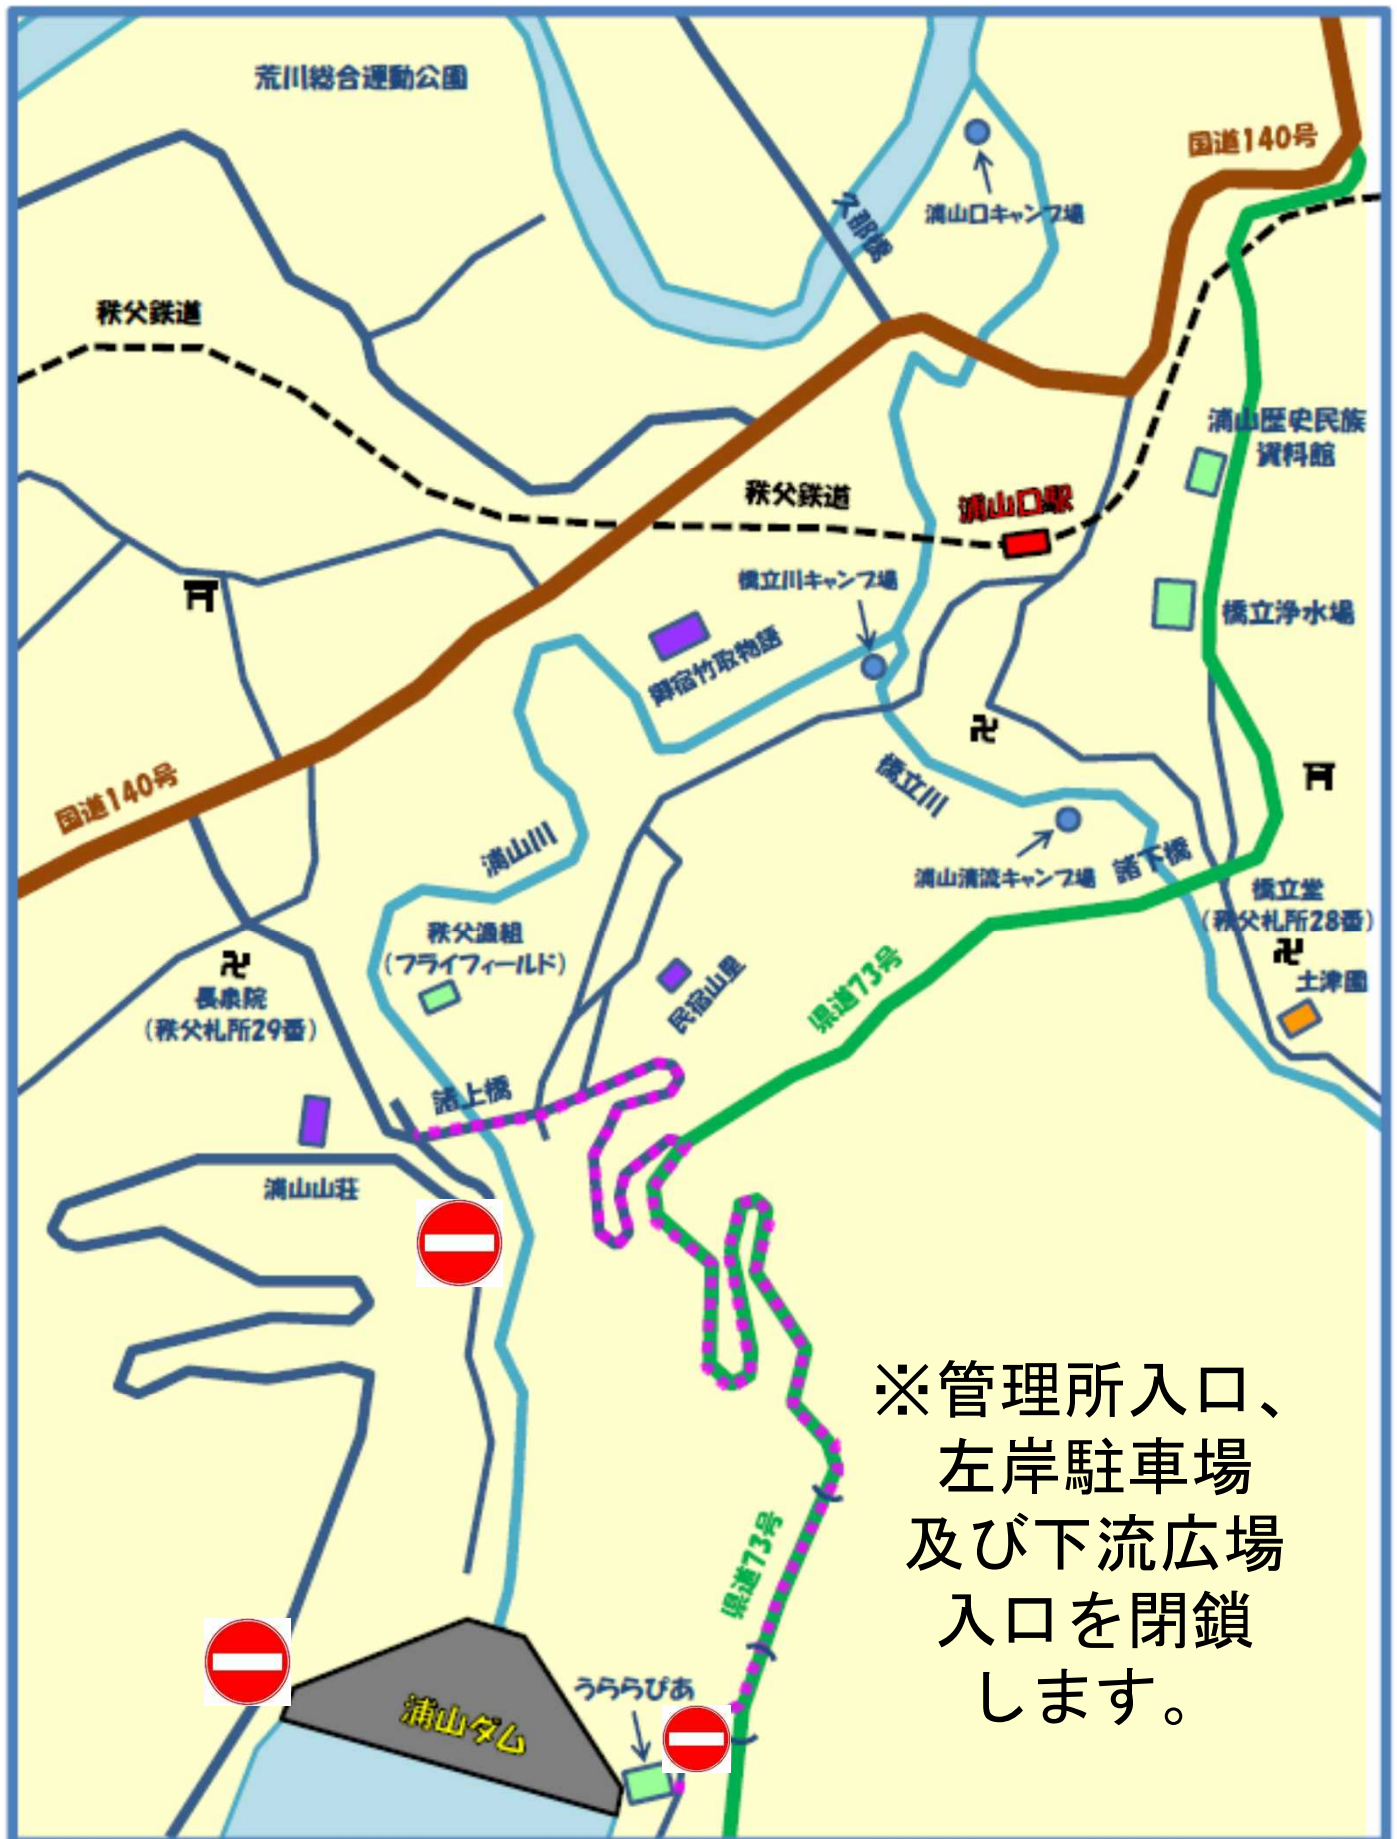 荒川総合運動公園
国道140号
久那橋
浦山口キャンプ場
秩父鉄道
浦山歴史民族
資料館
秩父鉄道
浦山口駅
橋立川キャンプ場
橋立浄水場
御宿竹取物語
国道140号
橋立川
浦山川
浦山清流キャンプ場
諸下橋
橋立堂
(秩父札所28番)
秩父漁組
(フライフィールド)
長泉院
(秩父札所29番)
民宿山里
県道73号
土津園
諸上橋
浦山山荘
※管理所入口、
左岸駐車場
及び下流広場
入口を閉鎖
します。
県道73号
うららぴあ
浦山ダム